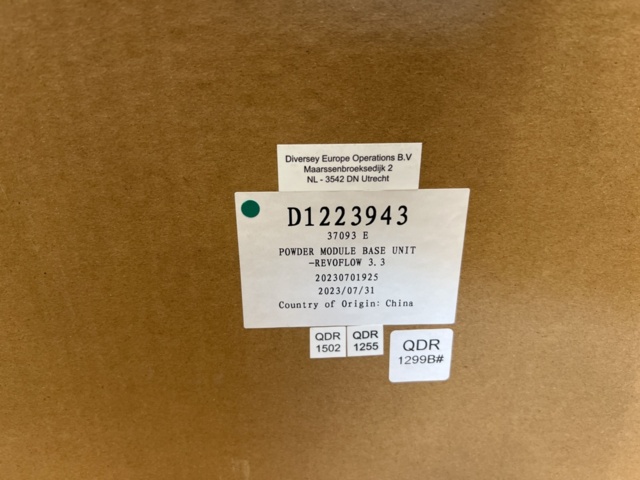 Diversey Europe Operations B.V
Maarssenbroeksedijk 2
NL - 3542 DN Utrecht
D1223943
37093 E
POWDER MODULE BASE UNIT
-REVOFLOW 3.3
20230701925
2023/07/31
Country of Origin: China
QDR
1502
QDR
1255
QDR
1299B#